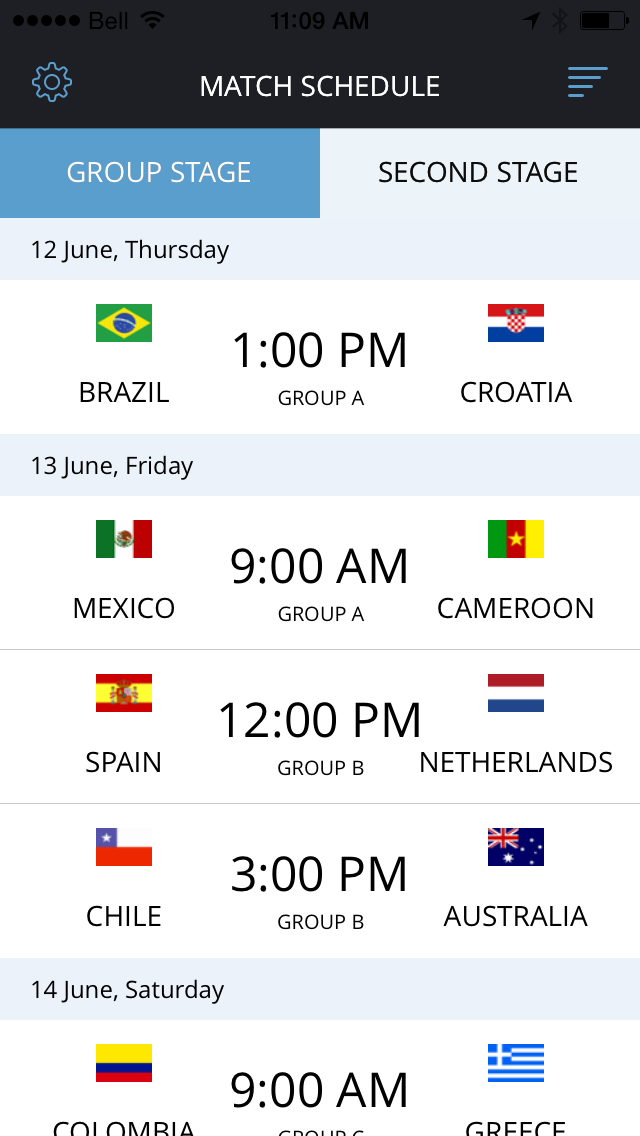 Bell 11:09 AM
MATCH SCHEDULE
GROUP STAGE SECOND STAGE
12 June, Thursday
1:00 PM
BRAZIL GROUP A CROATIA
13 June, Friday
9:00 AM
MEXICO GROUP A CAMEROON
12:00 PM
SPAIN GROUP B NETHERLANDS
3:00 PM
CHILE GROUP B AUSTRALIA
14 June, Saturday
9:00 AM
COLOMBIA GROUP C GREECE